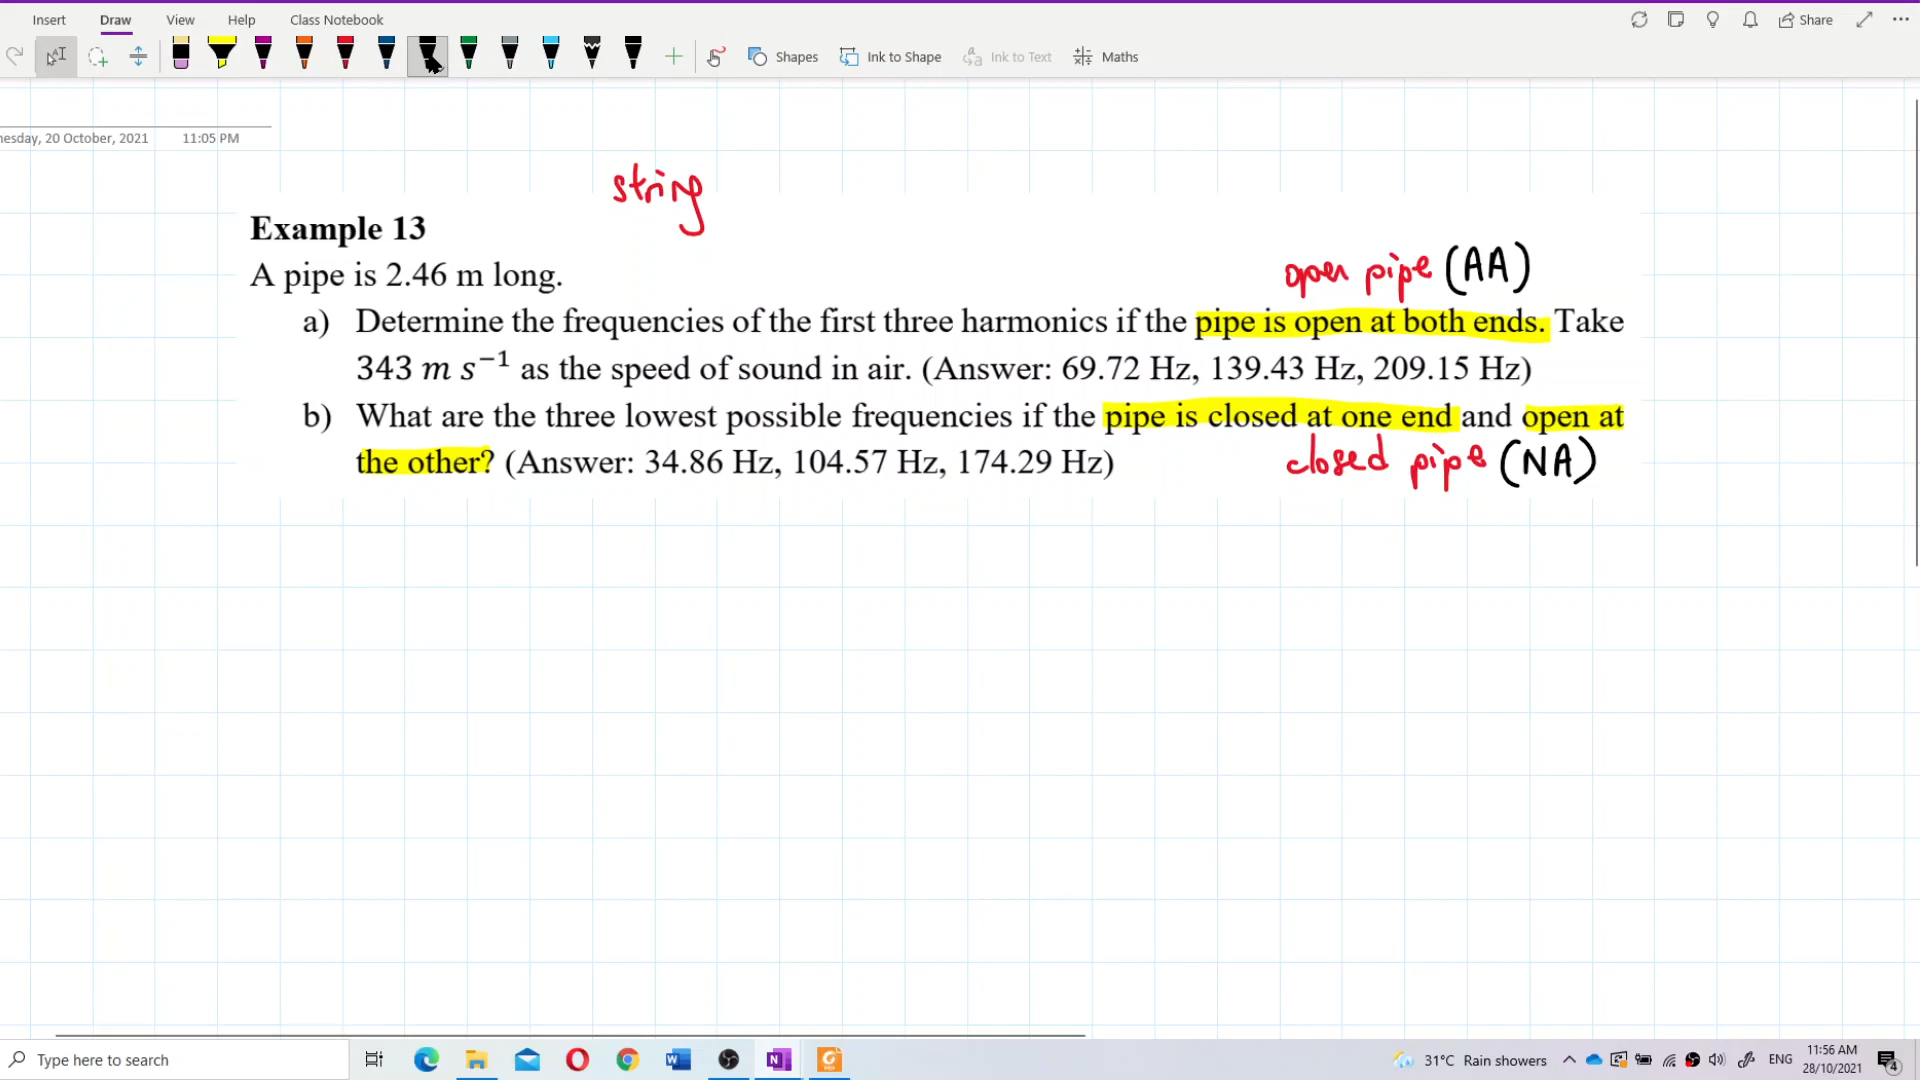 Insert Draw View Help Class Notebook Share
Shapes Ink to Shape Ink to Text Maths
esday, 20 October, 2021 11:05 PM
string
Example 13
A pipe is 2.46 m long.
open pipe (AA)
a) Determine the frequencies of the first three harmonics if the pipe is open at both ends. Take
343 m s⁻¹ as the speed of sound in air. (Answer: 69.72 Hz, 139.43 Hz, 209.15 Hz)
b) What are the three lowest possible frequencies if the pipe is closed at one end and open at
the other? (Answer: 34.86 Hz, 104.57 Hz, 174.29 Hz)
closed pipe (NA)
Type here to search
31°C Rain showers
ENG
11:56 AM
28/10/2021
4